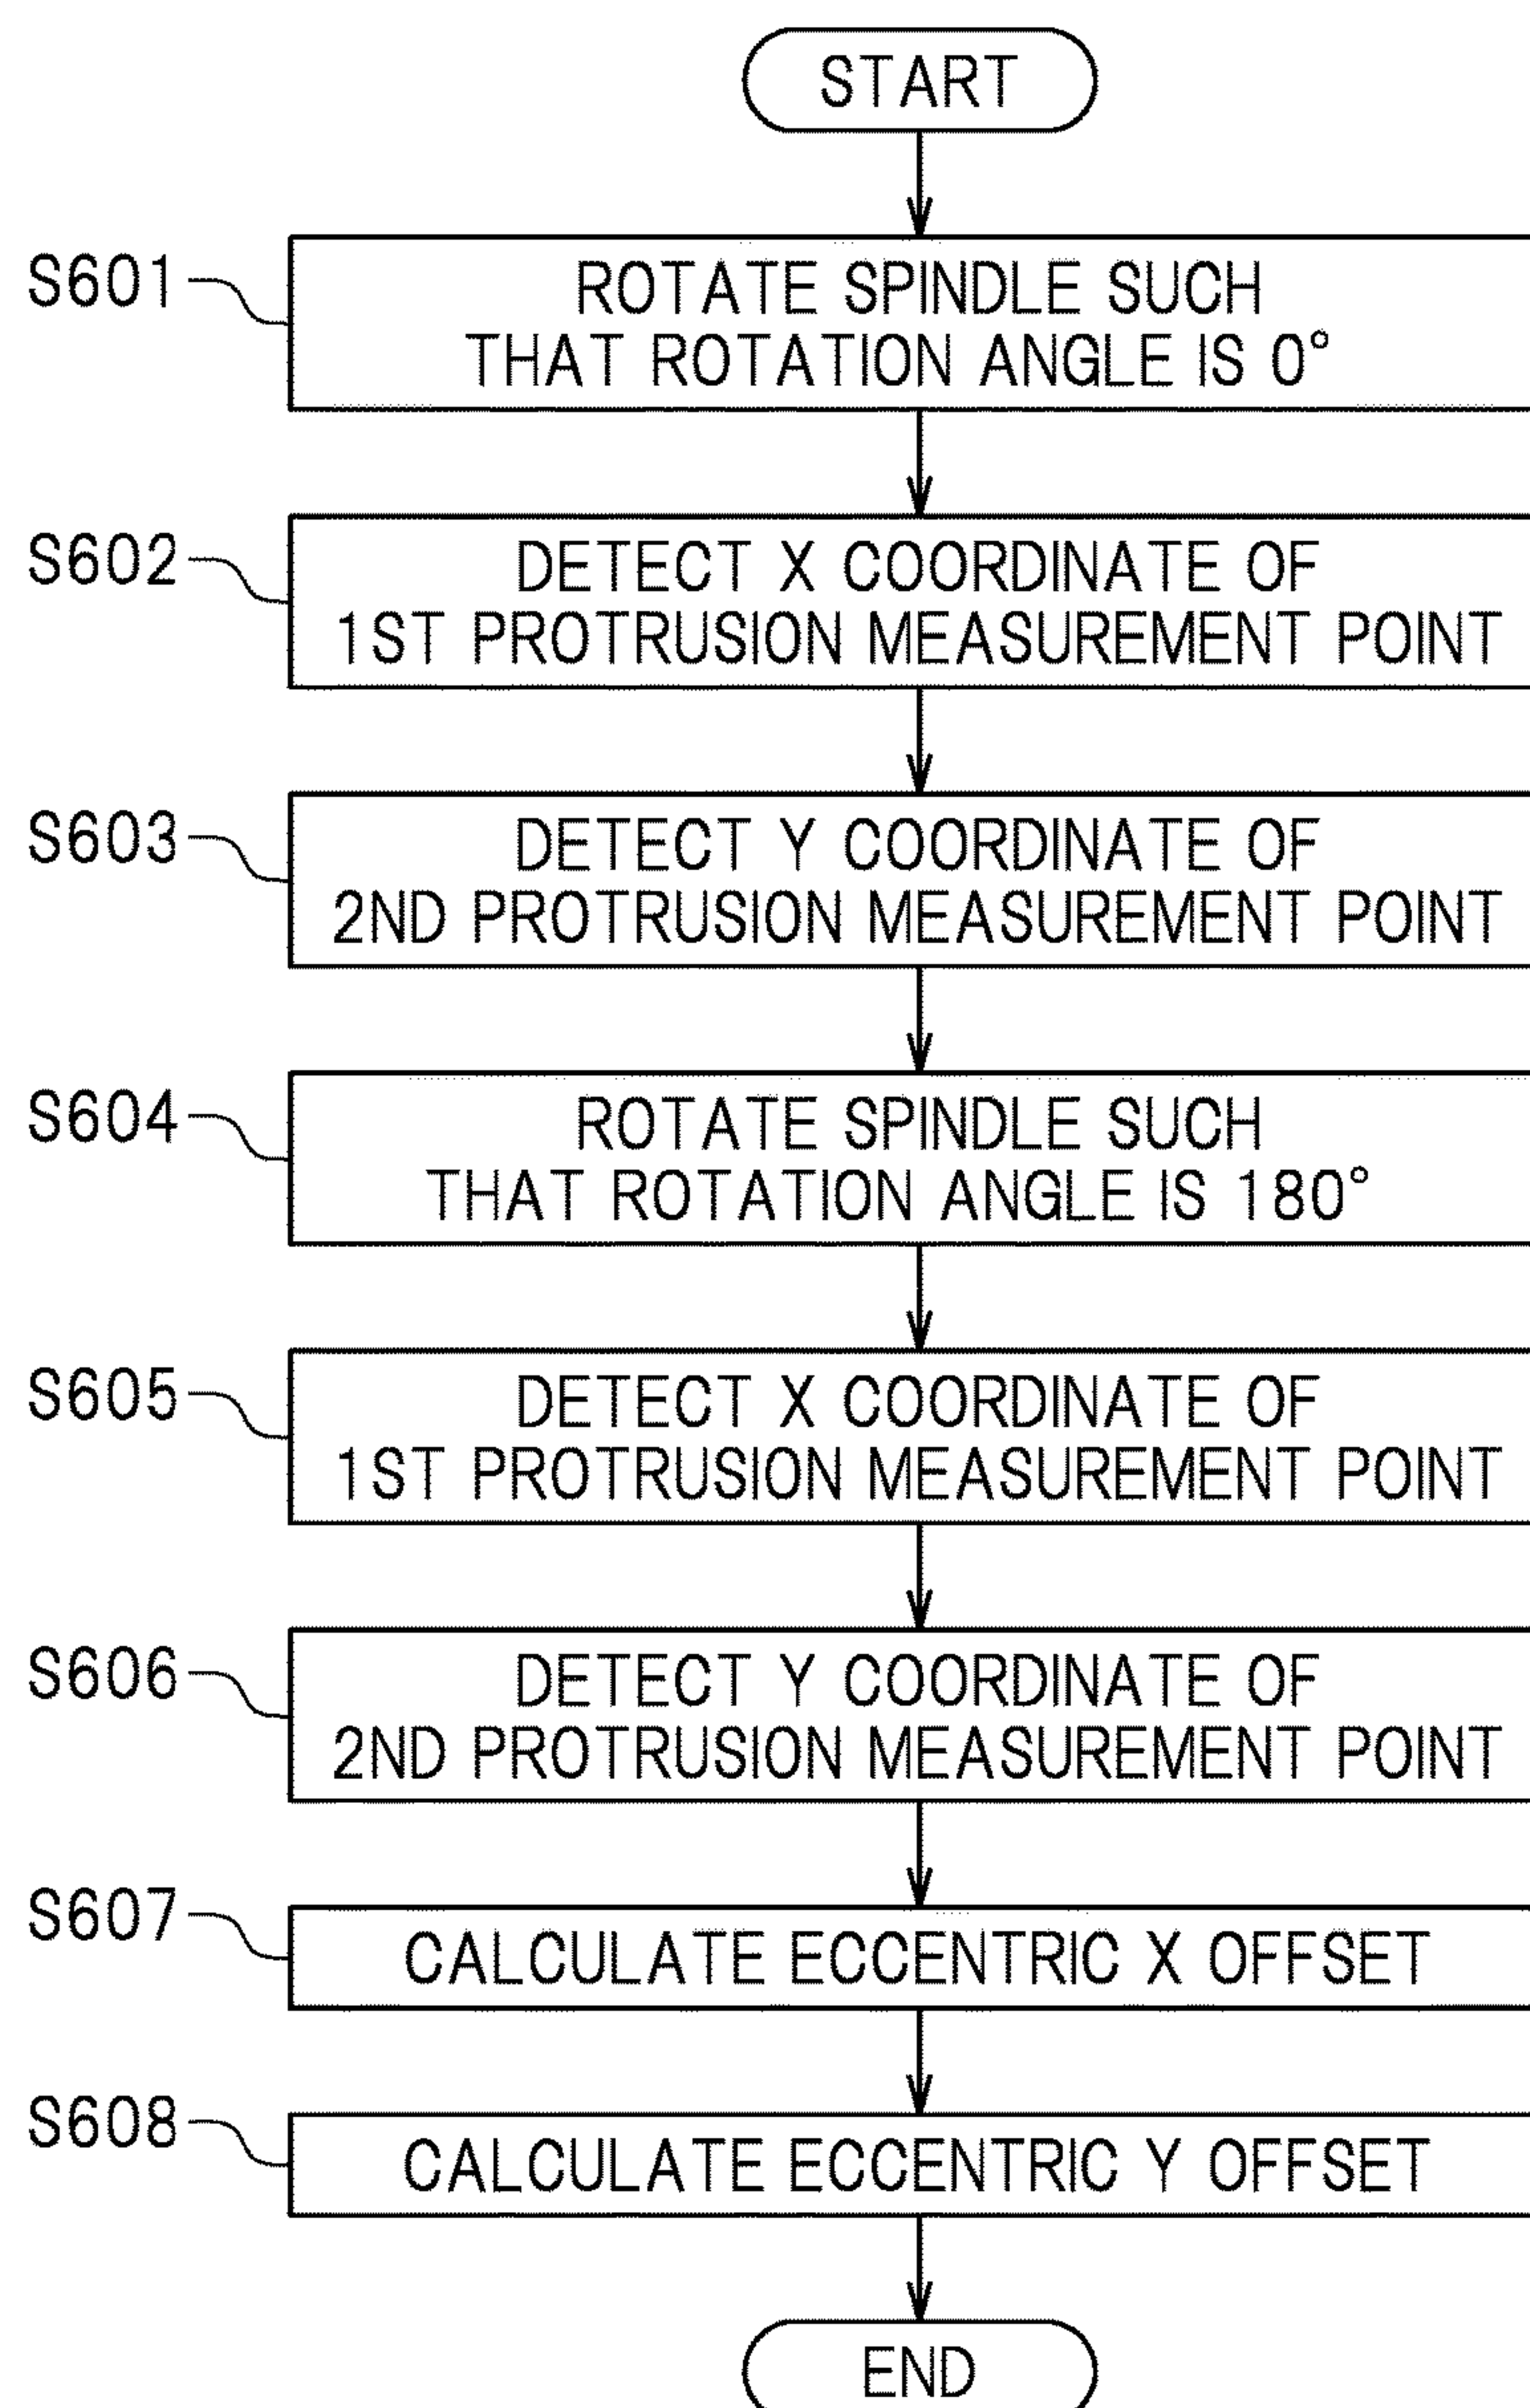 START
S601
ROTATE SPINDLE SUCH
THAT ROTATION ANGLE IS 0°
S602
DETECT X COORDINATE OF
1ST PROTRUSION MEASUREMENT POINT
S603
DETECT Y COORDINATE OF
2ND PROTRUSION MEASUREMENT POINT
S604
ROTATE SPINDLE SUCH
THAT ROTATION ANGLE IS 180°
S605
DETECT X COORDINATE OF
1ST PROTRUSION MEASUREMENT POINT
S606
DETECT Y COORDINATE OF
2ND PROTRUSION MEASUREMENT POINT
S607
CALCULATE ECCENTRIC X OFFSET
S608
CALCULATE ECCENTRIC Y OFFSET
END